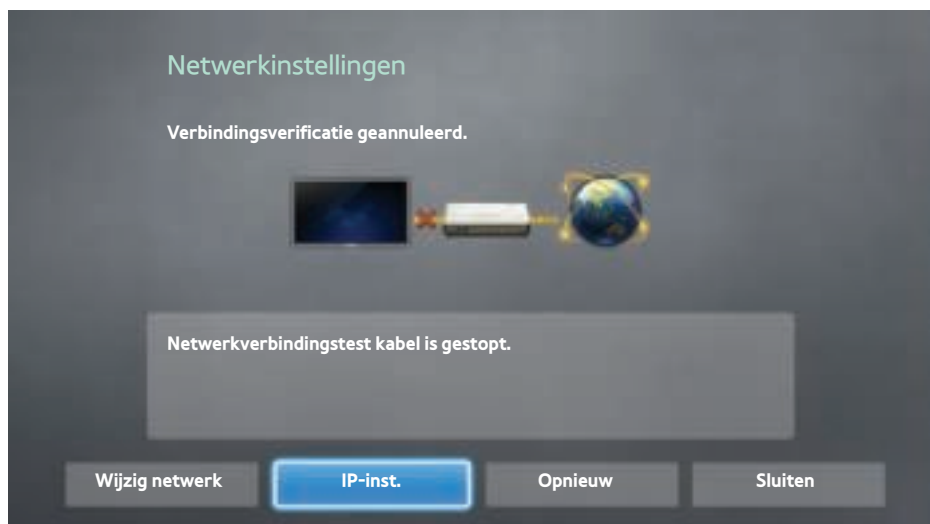 Netwerkinstellingen
Verbindingsverificatie geannuleerd.
Netwerkverbindingstest kabel is gestopt.
Wijzig netwerk
IP-inst.
Opnieuw
Sluiten